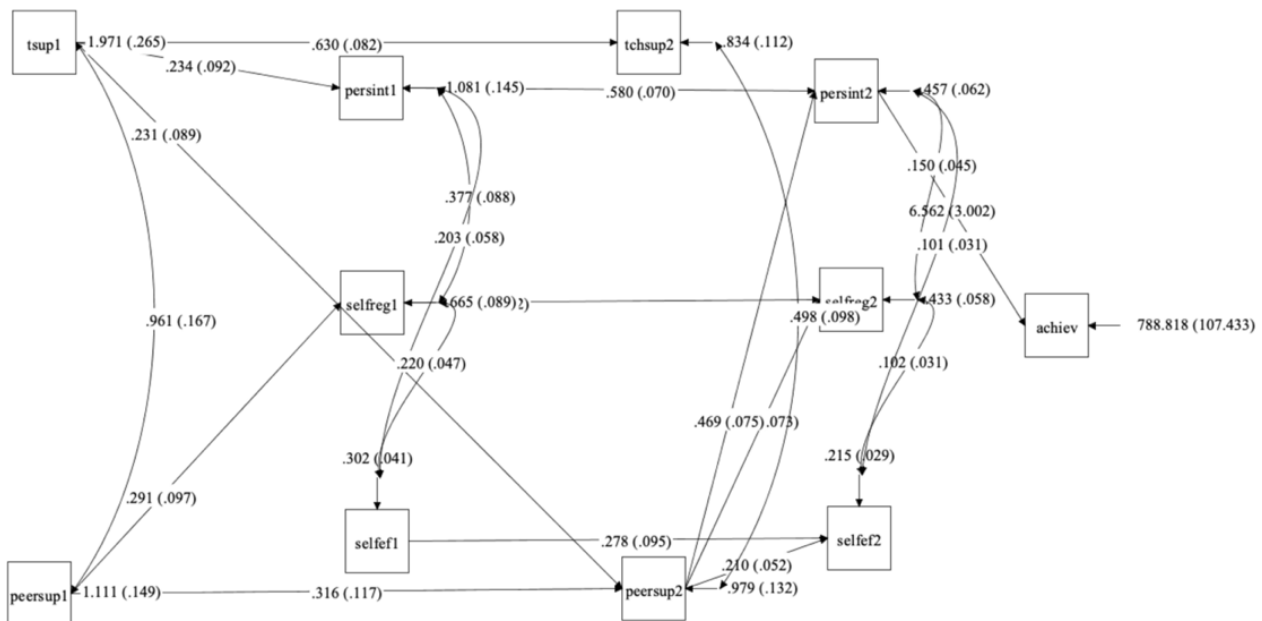 tsup1
1.971 (.265)
.630 (.082)
tchsup2
.834 (.112)
.234 (.092)
persint1
1.081 (.145)
.580 (.070)
persint2
.457 (.062)
.231 (.089)
.150 (.045)
.377 (.088)
6.562 (3.002)
.203 (.058)
.101 (.031)
selfreg1
.665 (.089)
2)
selfreg2
.433 (.058)
.961 (.167)
.498 (.098)
achiev
788.818 (107.433)
.220 (.047)
.102 (.031)
.469 (.075)
.073)
.302 (.041)
.215 (.029)
.291 (.097)
selfef1
.278 (.095)
selfef2
.210 (.052)
peersup1
1.111 (.149)
.316 (.117)
peersup2
.979 (.132)